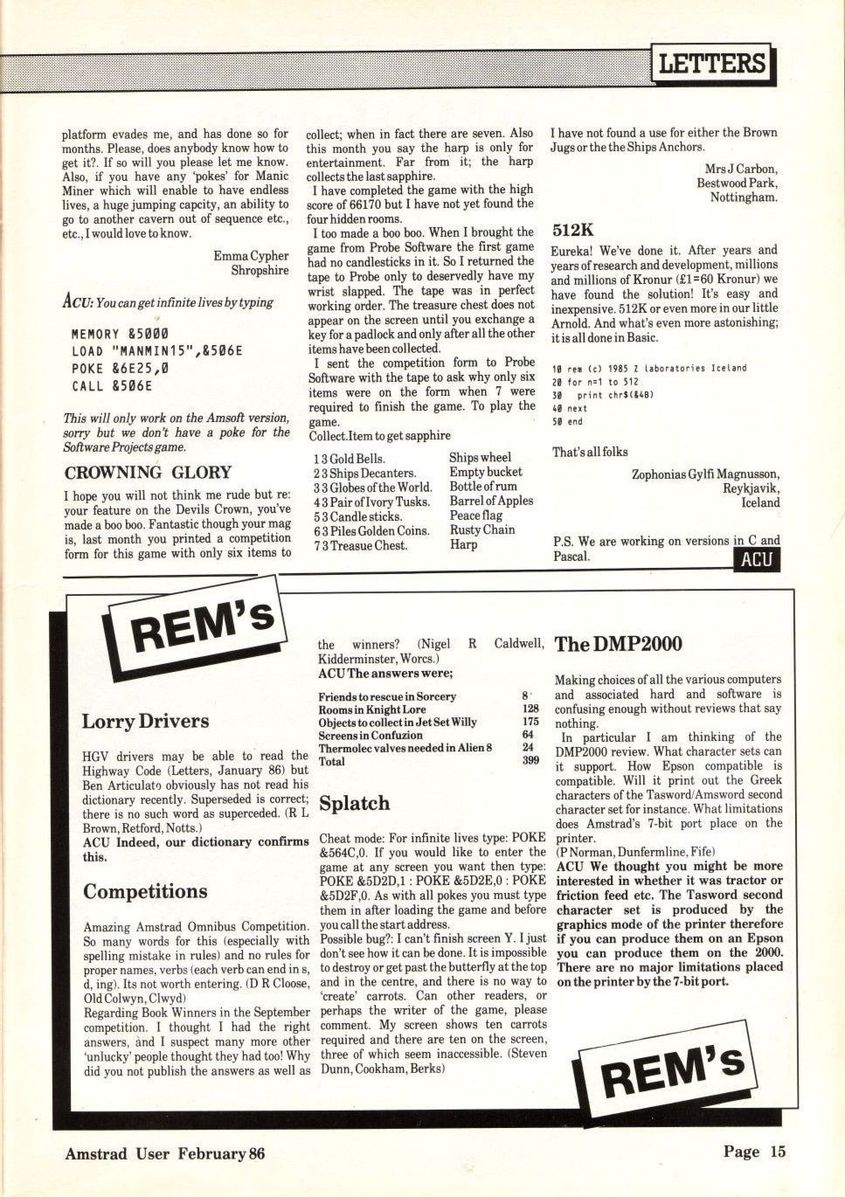 LETTERS
platform evades me, and has done so for
months. Please, does anybody know how to
get it?. If so will you please let me know.
Also, if you have any 'pokes' for Manic
Miner which will enable to have endless
lives, a huge jumping capcity, an ability to
go to another cavern out of sequence etc.,
etc., I would love to know.
Emma Cypher
Shropshire
ACU: You can get infinite lives by typing
MEMORY &5000
LOAD "MANMIN15",&506E
POKE &6E25,0
CALL &506E
This will only work on the Amsoft version,
sorry but we don't have a poke for the
Software Projects game.
CROWNING GLORY
I hope you will not think me rude but re:
your feature on the Devils Crown, you've
made a boo boo. Fantastic though your mag
is, last month you printed a competition
form for this game with only six items to
collect; when in fact there are seven. Also
this month you say the harp is only for
entertainment. Far from it; the harp
collects the last sapphire.
I have completed the game with the high
score of 66170 but I have not yet found the
four hidden rooms.
I too made a boo boo. When I brought the
game from Probe Software the first game
had no candlesticks in it. So I returned the
tape to Probe only to deservedly have my
wrist slapped. The tape was in perfect
working order. The treasure chest does not
appear on the screen until you exchange a
key for a padlock and only after all the other
items have been collected.
I sent the competition form to Probe
Software with the tape to ask why only six
items were on the form when 7 were
required to finish the game. To play the
game.
Collect.Item to get sapphire
1 3 Gold Bells. Ships wheel
2 3 Ships Decanters. Empty bucket
3 3 Globes of the World. Bottle of rum
4 3 Pair of Ivory Tusks. Barrel of Apples
5 3 Candle sticks. Peace flag
6 3 Piles Golden Coins. Rusty Chain
7 3 Treasue Chest. Harp
I have not found a use for either the Brown
Jugs or the the Ships Anchors.
Mrs J Carbon,
Bestwood Park,
Nottingham.
512K
Eureka! We've done it. After years and
years of research and development, millions
and millions of Kronur (£1=60 Kronur) we
have found the solution! It's easy and
inexpensive. 512K or even more in our little
Arnold. And what's even more astonishing;
it is all done in Basic.
10 rem (c) 1985 Z laboratories Iceland
20 for n=1 to 512
30 print chr$(&4B)
40 next
50 end
That's all folks
Zophonias Gylfi Magnusson,
Reykjavik,
Iceland
P.S. We are working on versions in C and
Pascal.
ACU
REM's
Lorry Drivers
HGV drivers may be able to read the
Highway Code (Letters, January 86) but
Ben Articulato obviously has not read his
dictionary recently. Superseded is correct;
there is no such word as superceded. (R L
Brown, Retford, Notts.)
ACU Indeed, our dictionary confirms
this.
Competitions
Amazing Amstrad Omnibus Competition.
So many words for this (especially with
spelling mistake in rules) and no rules for
proper names, verbs (each verb can end in s,
d, ing). Its not worth entering. (D R Cloose,
Old Colwyn, Clwyd)
Regarding Book Winners in the September
competition. I thought I had the right
answers, and I suspect many more other
'unlucky' people thought they had too! Why
did you not publish the answers as well as
the winners? (Nigel R Caldwell,
Kidderminster, Worcs.)
ACU The answers were;
Friends to rescue in Sorcery 8
Rooms in Knight Lore 128
Objects to collect in Jet Set Willy 175
Screens in Confuzion 64
Thermolec valves needed in Alien 8 24
Total 399
Splatch
Cheat mode: For infinite lives type: POKE
&564C,0. If you would like to enter the
game at any screen you want then type:
POKE &5D2D,1 : POKE &5D2E,0 : POKE
&5D2F,0. As with all pokes you must type
them in after loading the game and before
you call the start address.
Possible bug?: I can't finish screen Y. I just
don't see how it can be done. It is impossible
to destroy or get past the butterfly at the top
and in the centre, and there is no way to
'create' carrots. Can other readers, or
perhaps the writer of the game, please
comment. My screen shows ten carrots
required and there are ten on the screen,
three of which seem inaccessible. (Steven
Dunn, Cookham, Berks)
The DMP2000
Making choices of all the various computers
and associated hard and software is
confusing enough without reviews that say
nothing.
In particular I am thinking of the
DMP2000 review. What character sets can
it support. How Epson compatible is
compatible. Will it print out the Greek
characters of the Tasword/Amsword second
character set for instance. What limitations
does Amstrad's 7-bit port place on the
printer.
(P Norman, Dunfermline, Fife)
ACU We thought you might be more
interested in whether it was tractor or
friction feed etc. The Tasword second
character set is produced by the
graphics mode of the printer therefore
if you can produce them on an Epson
you can produce them on the 2000.
There are no major limitations placed
on the printer by the 7-bit port.
REM's
Amstrad User February 86
Page 15